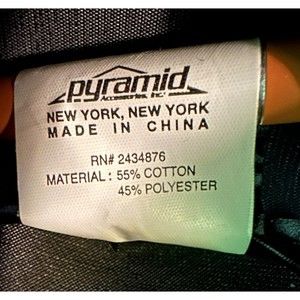 pyramid
Accessories, Inc.
NEW YORK, NEW YORK
MADE IN CHINA
RN# 2434876
MATERIAL: 55% COTTON
45% POLYESTER